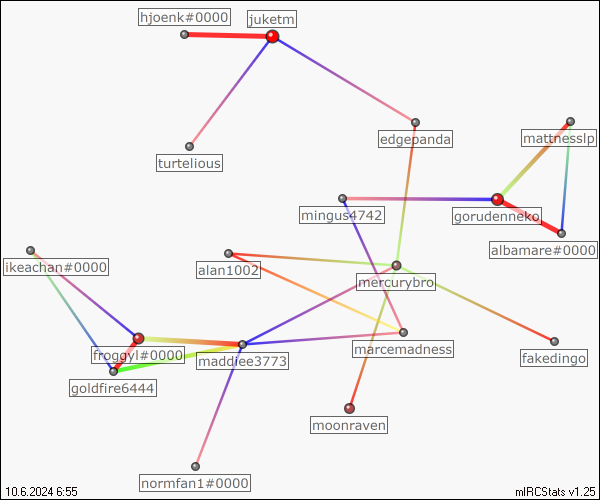 hjoenk#0000
juketm
edgepanda
mattnesslp
turtelious
mingus4742
gorudenneko
albamare#0000
ikeachan#0000
alan1002
mercurybro
froggyl#0000
maddiee3773
marcemadness
fakedingo
goldfire6444
moonraven
normfan1#0000
10.6.2024 6:55
mIRCStats v1.25